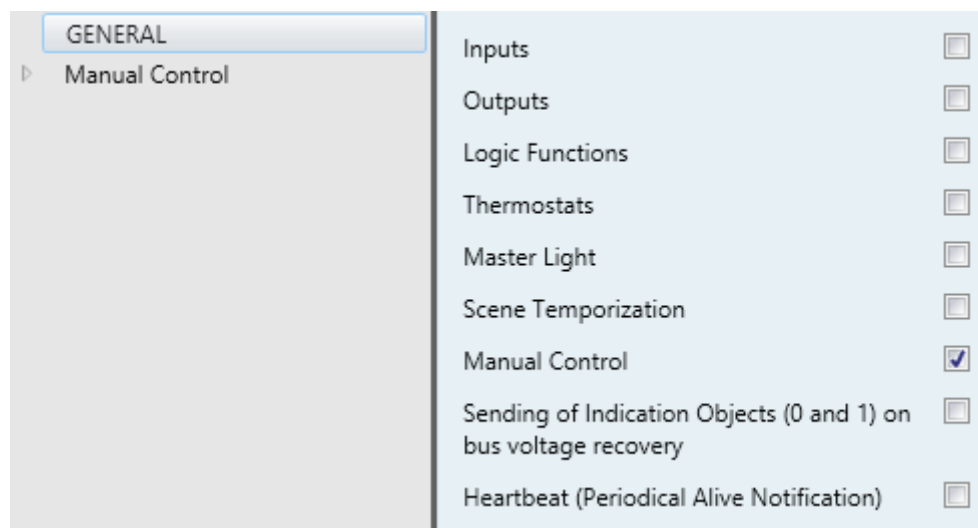 GENERAL
Manual Control
Inputs
Outputs
Logic Functions
Thermostats
Master Light
Scene Temporization
Manual Control
Sending of Indication Objects (0 and 1) on
bus voltage recovery
Heartbeat (Periodical Alive Notification)